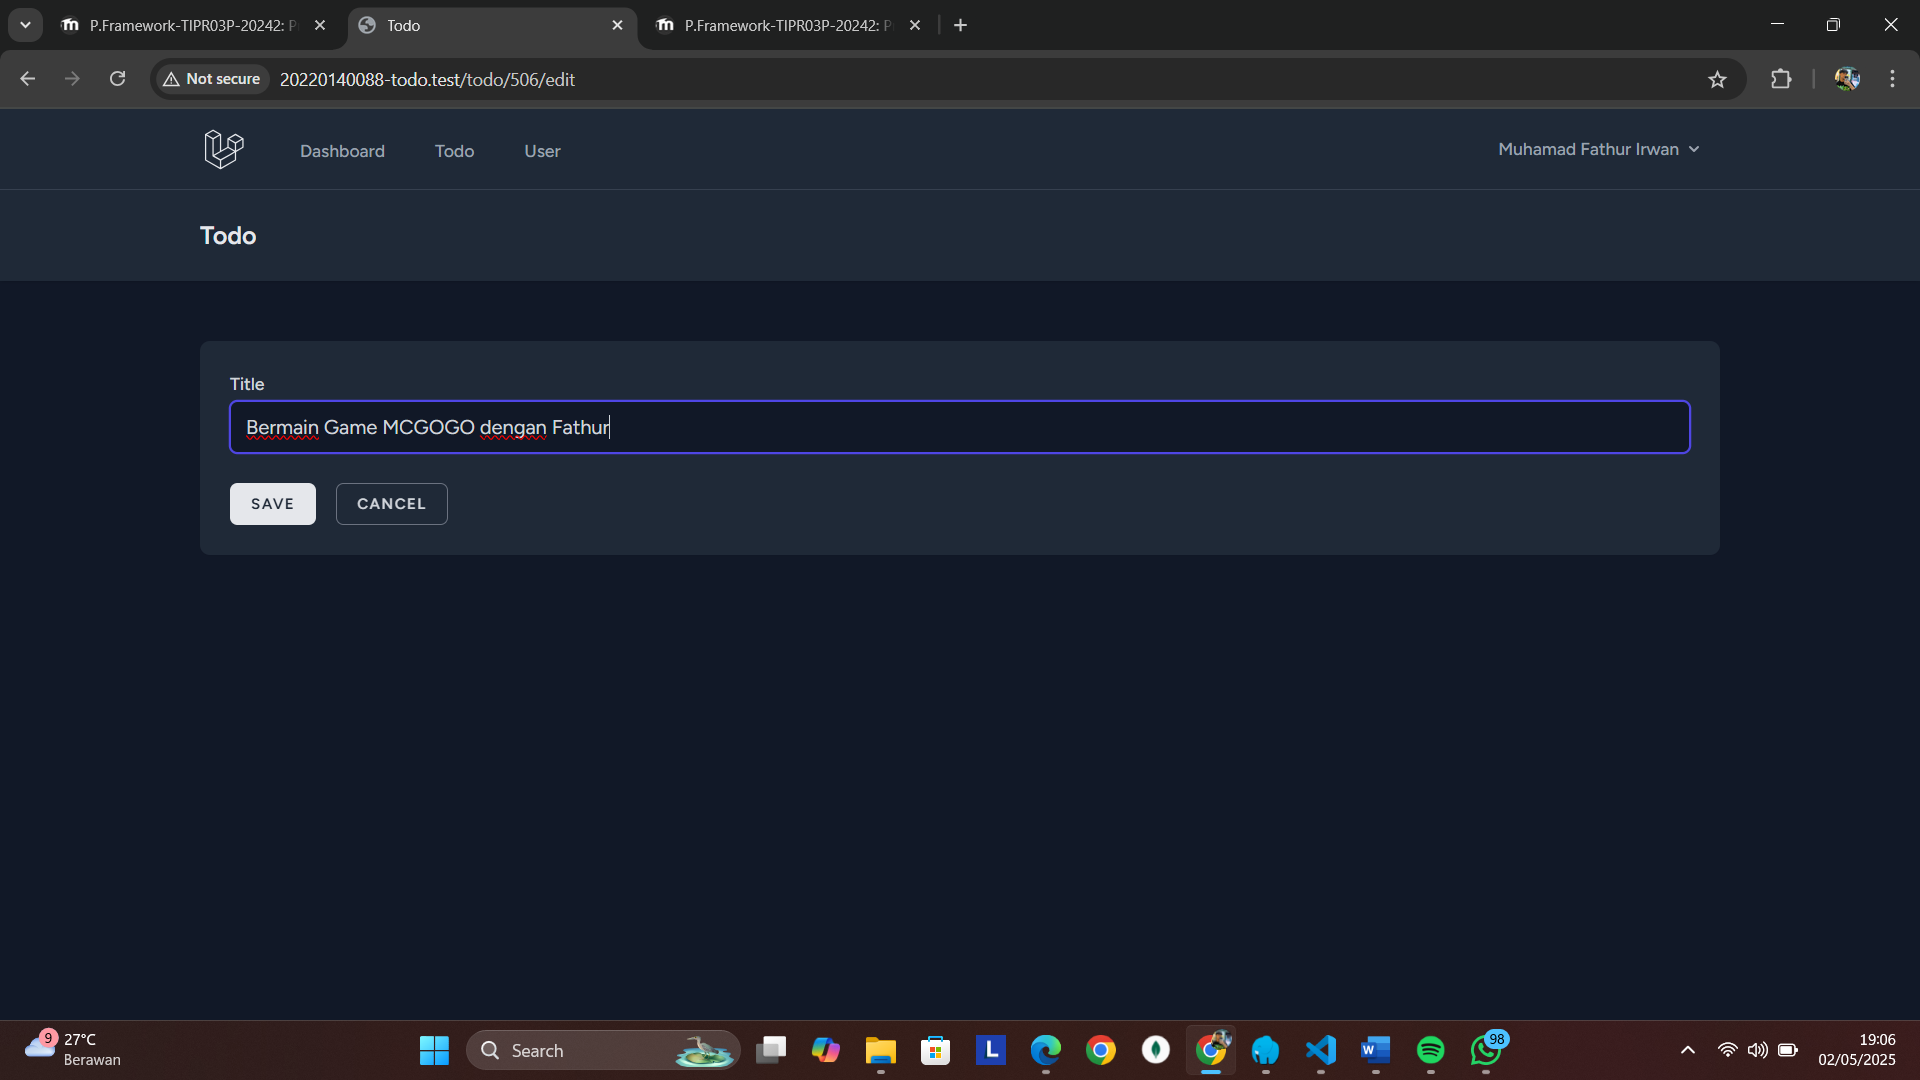 P.Framework-TIPR03P-20242: P
Todo
P.Framework-TIPR03P-20242: P
Not secure
20220140088-todo.test/todo/506/edit
Dashboard
Todo
User
Muhamad Fathur Irwan
Todo
Title
Bermain Game MCGOGO dengan Fathur
SAVE
CANCEL
9
27°C
Berawan
Search
L
W
98
19:06
02/05/2025